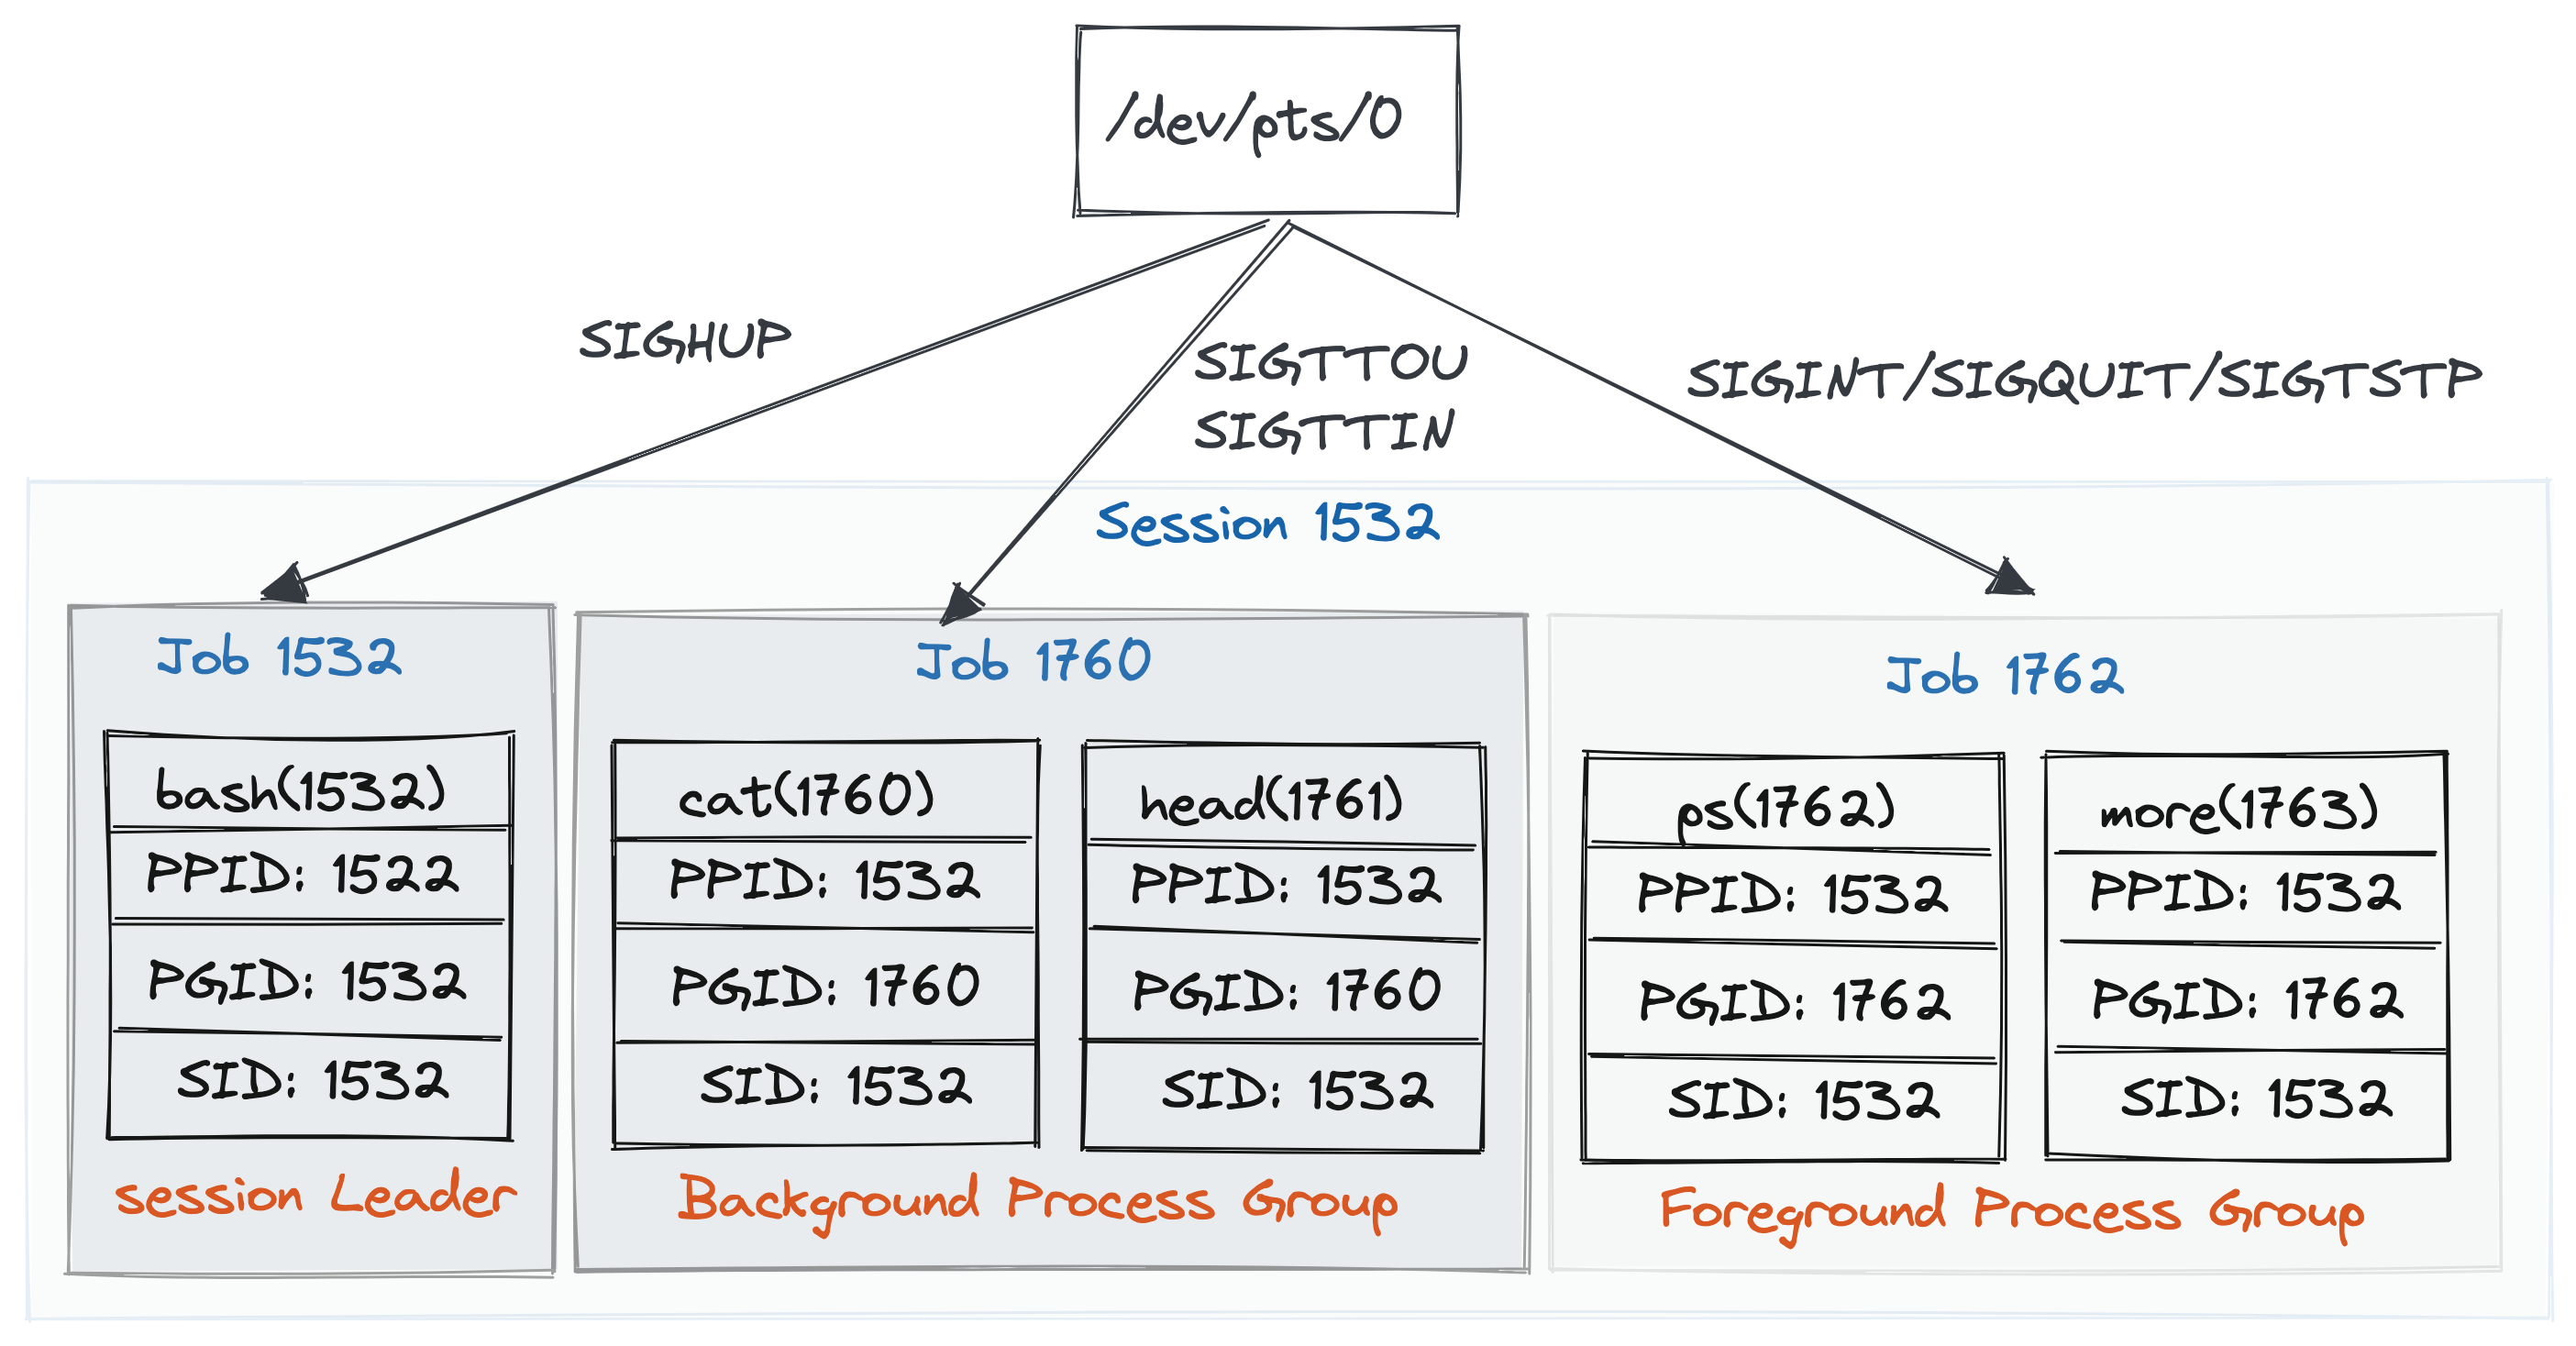 /dev/pts/0
SIGHUP
SIGTTOU
SIGTTIN
SIGINT/SIGQUIT/SIGTSTP
Session 1532
Job 1532
bash(1532)
PPID: 1522
PGID: 1532
SID: 1532
session Leader
Job 1760
cat(1760)
PPID: 1532
PGID: 1760
SID: 1532
head(1761)
PPID: 1532
PGID: 1760
SID: 1532
Background Process Group
Job 1762
ps(1762)
PPID: 1532
PGID: 1762
SID: 1532
more(1763)
PPID: 1532
PGID: 1762
SID: 1532
Foreground Process Group